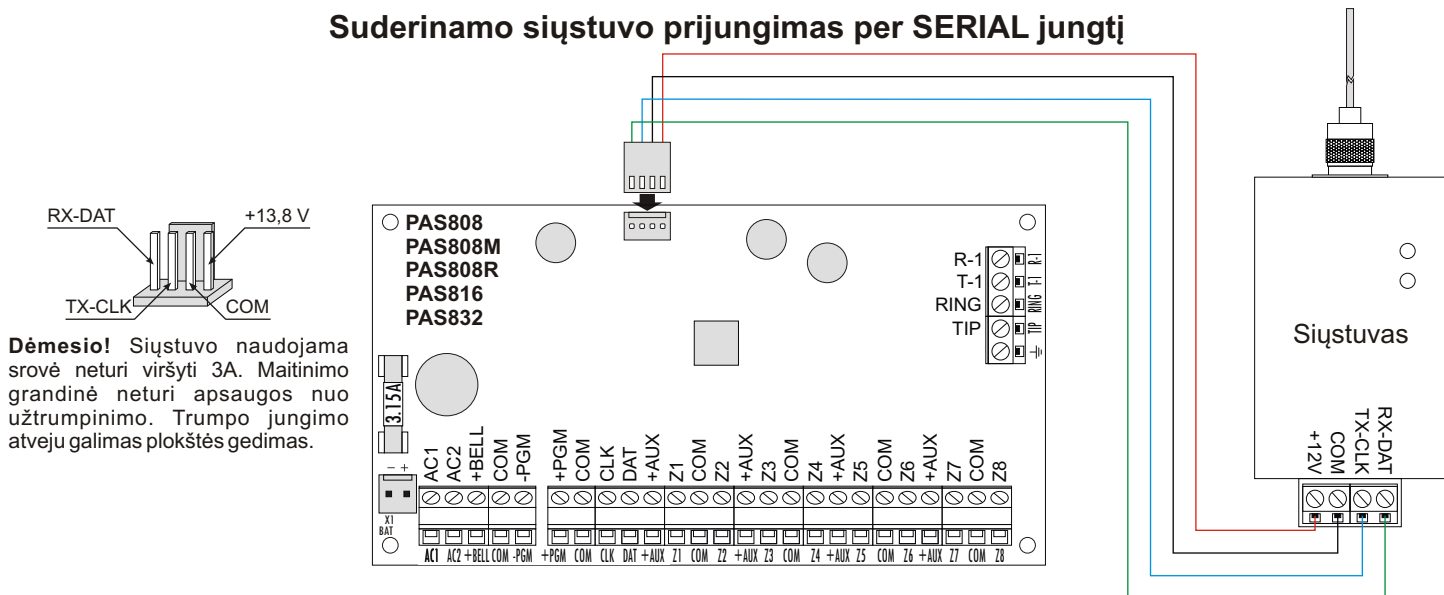 Suderinamo siųstuvo prijungimas per SERIAL jungtį
RX-DAT
+13,8 V
TX-CLK
COM
Dėmesio! Siųstuvo naudojama
srovė neturi viršyti 3A. Maitinimo
grandinė neturi apsaugos nuo
užtrumpinimo. Trumpo jungimo
atveju galimas plokštės gedimas.
PAS808
PAS808M
PAS808R
PAS816
PAS832
R-1 R-1
T-1 T-1
RING RING
TIP TIP
3.15A
- +
X1
BAT
AC1 AC2 +BELL COM -PGM +PGM COM CLK DAT +AUX Z1 COM Z2 +AUX Z3 COM Z4 +AUX Z5 COM Z6 +AUX Z7 COM Z8
AC1 AC2 +BELL COM -PGM +PGM COM CLK DAT +AUX Z1 COM Z2 +AUX Z3 COM Z4 +AUX Z5 COM Z6 +AUX Z7 COM Z8
Siųstuvas
+12V COM TX-CLK RX-DAT